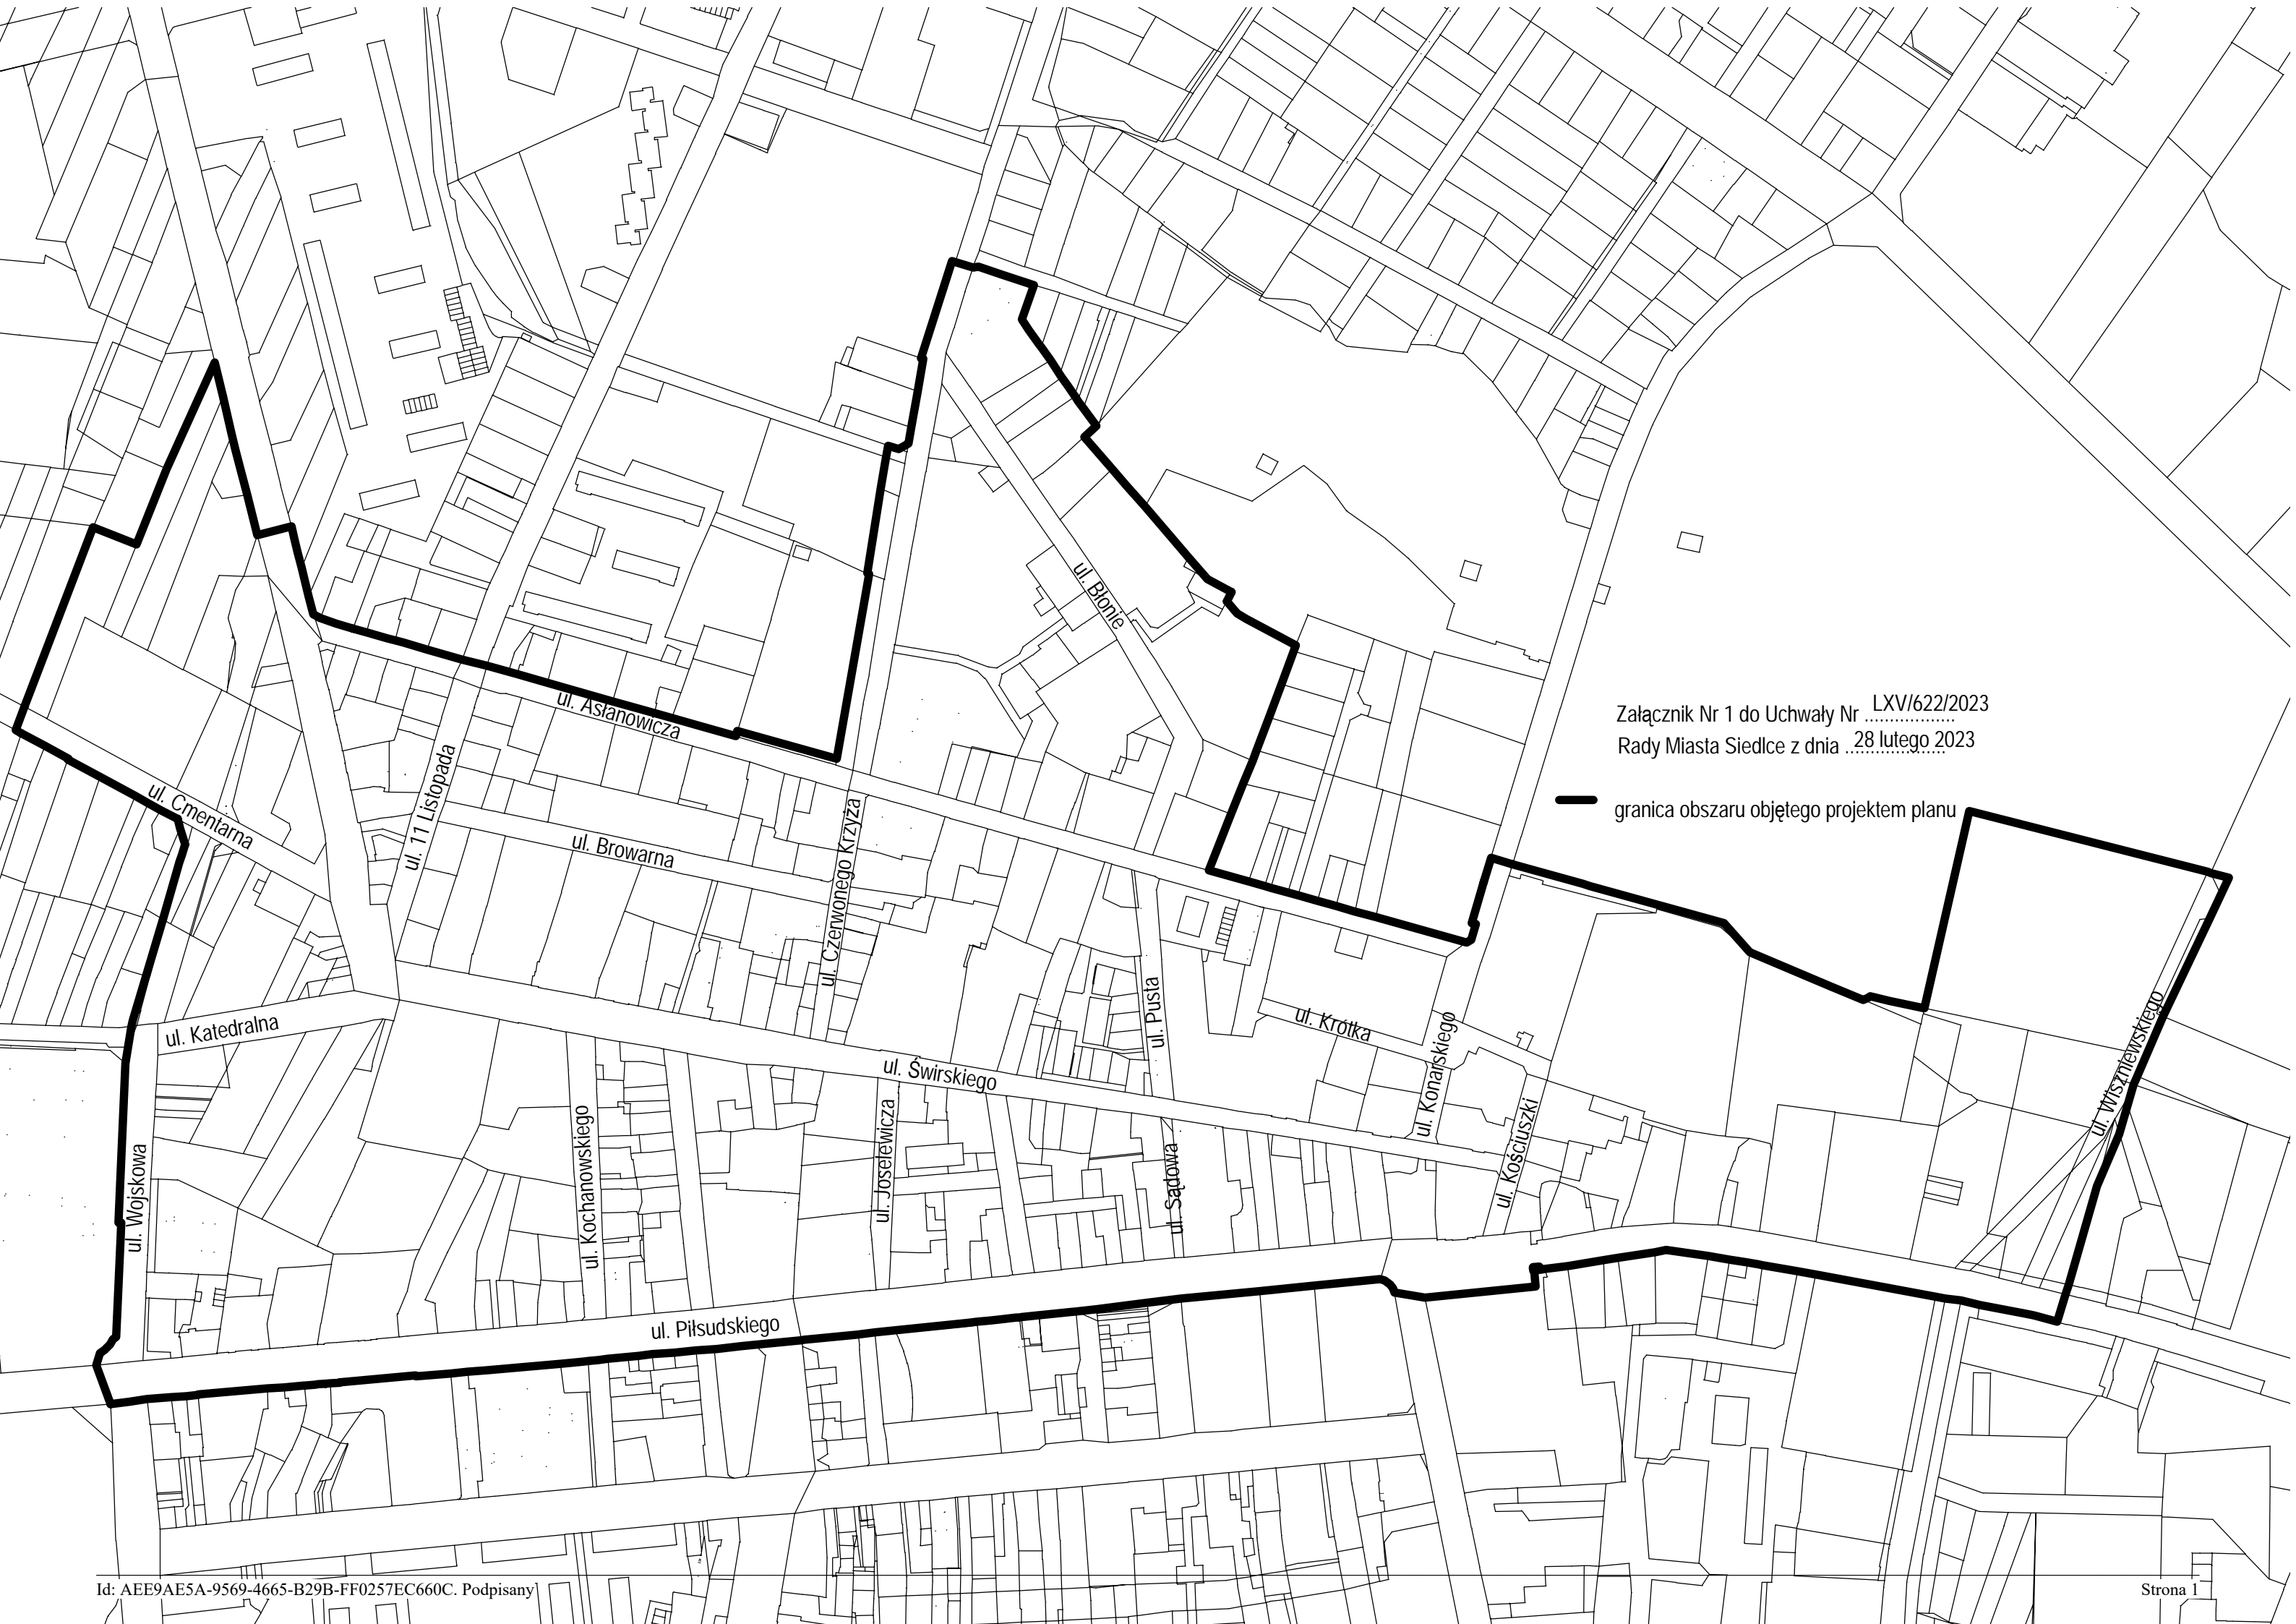 ul. Błonie
ul. Asłanowicza
Załącznik Nr 1 do Uchwały Nr LXV/622/2023
Rady Miasta Siedlce z dnia 28 lutego 2023
granica obszaru objętego projektem planu
ul. Cmentarna
ul. 11 Listopada
ul. Browarna
ul. Czerwonego Krzyża
ul. Katedralna
ul. Pusta
ul. Krótka
ul. Konarskiego
ul. Wiszniewskiego
ul. Świrskiego
ul. Wojskowa
ul. Kochanowskiego
ul. Joselewicza
ul. Sądowa
ul. Kościuszki
ul. Piłsudskiego
Id: AEE9AE5A-9569-4665-B29B-FF0257EC660C. Podpisany
Strona 1